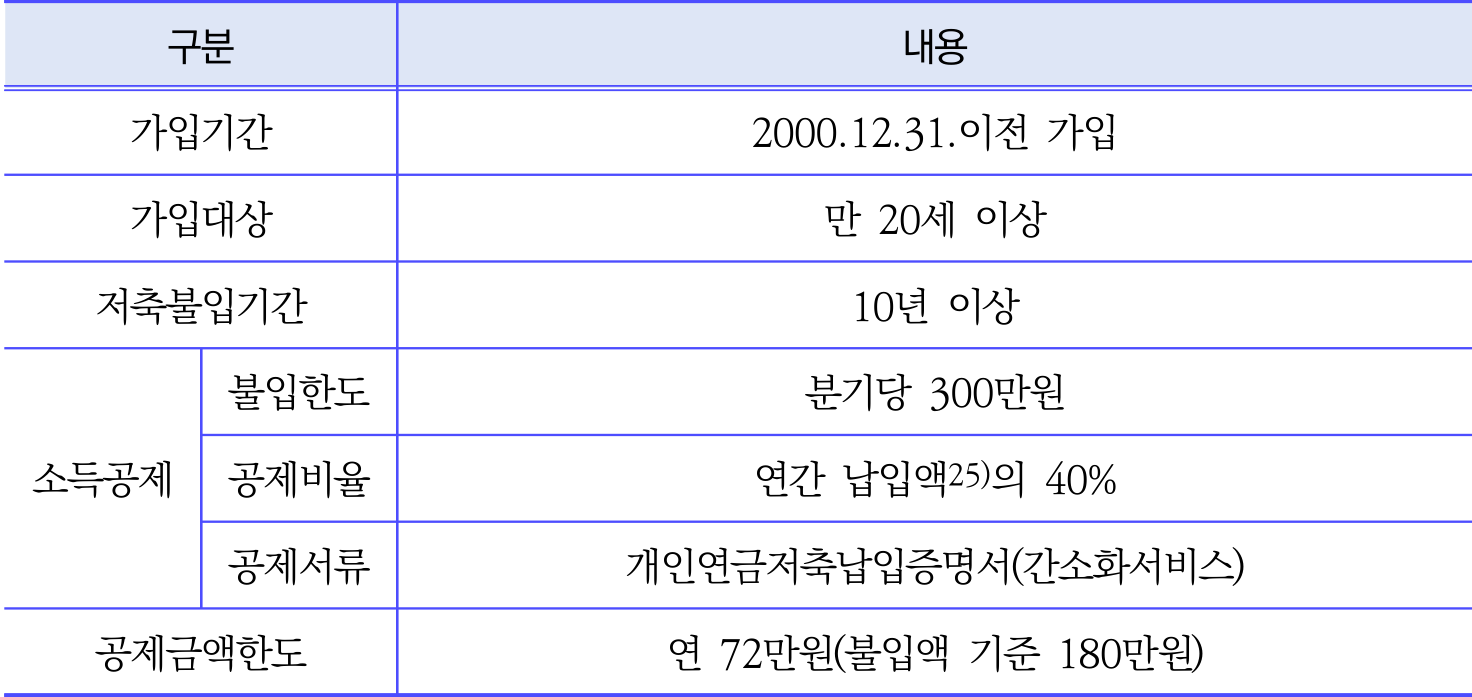 구분 내용
가입기간 2000.12.31.이전 가입
가입대상 만 20세 이상
저축불입기간 10년 이상
소득공제
불입한도 분기당 300만원
공제비율 연간 납입액25)의 40%
공제서류 개인연금저축납입증명서(간소화서비스)
공제금액한도 연 72만원(불입액 기준 180만원)